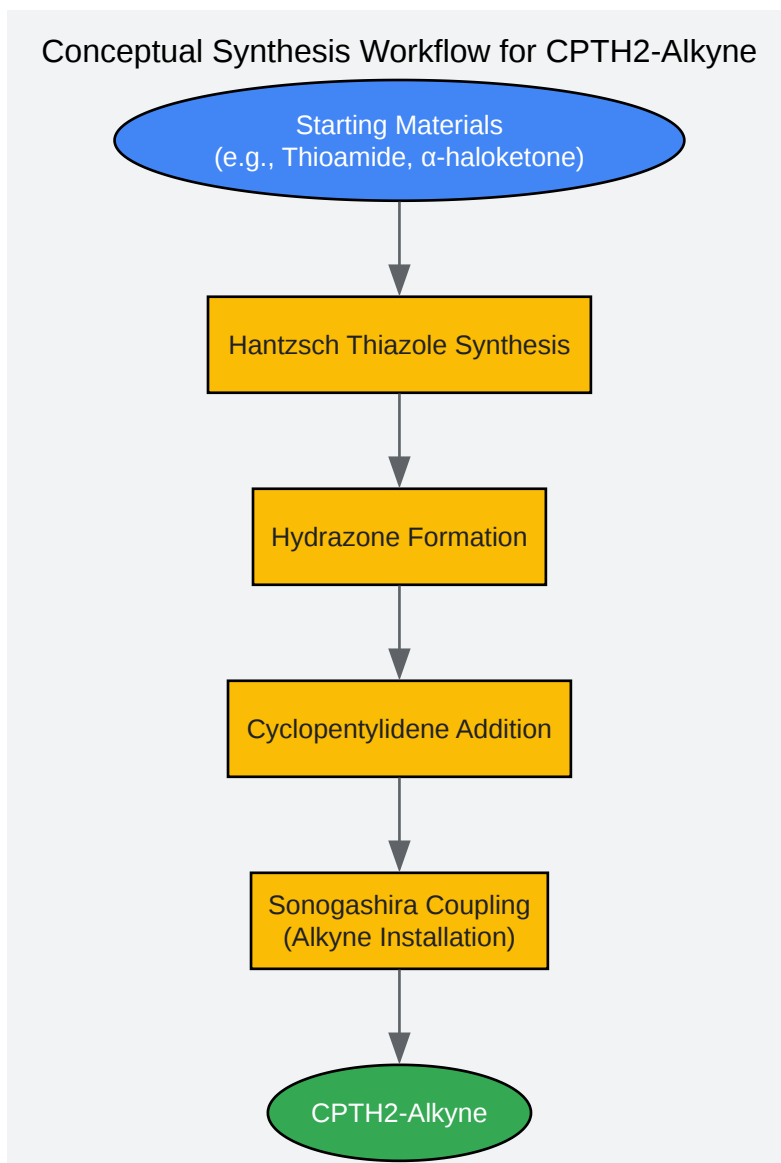 Conceptual Synthesis Workflow for CPTH2-Alkyne
Starting Materials
(e.g., Thioamide, α-haloketone)
Hantzsch Thiazole Synthesis
Hydrazone Formation
Cyclopentylidene Addition
Sonogashira Coupling
(Alkyne Installation)
CPTH2-Alkyne